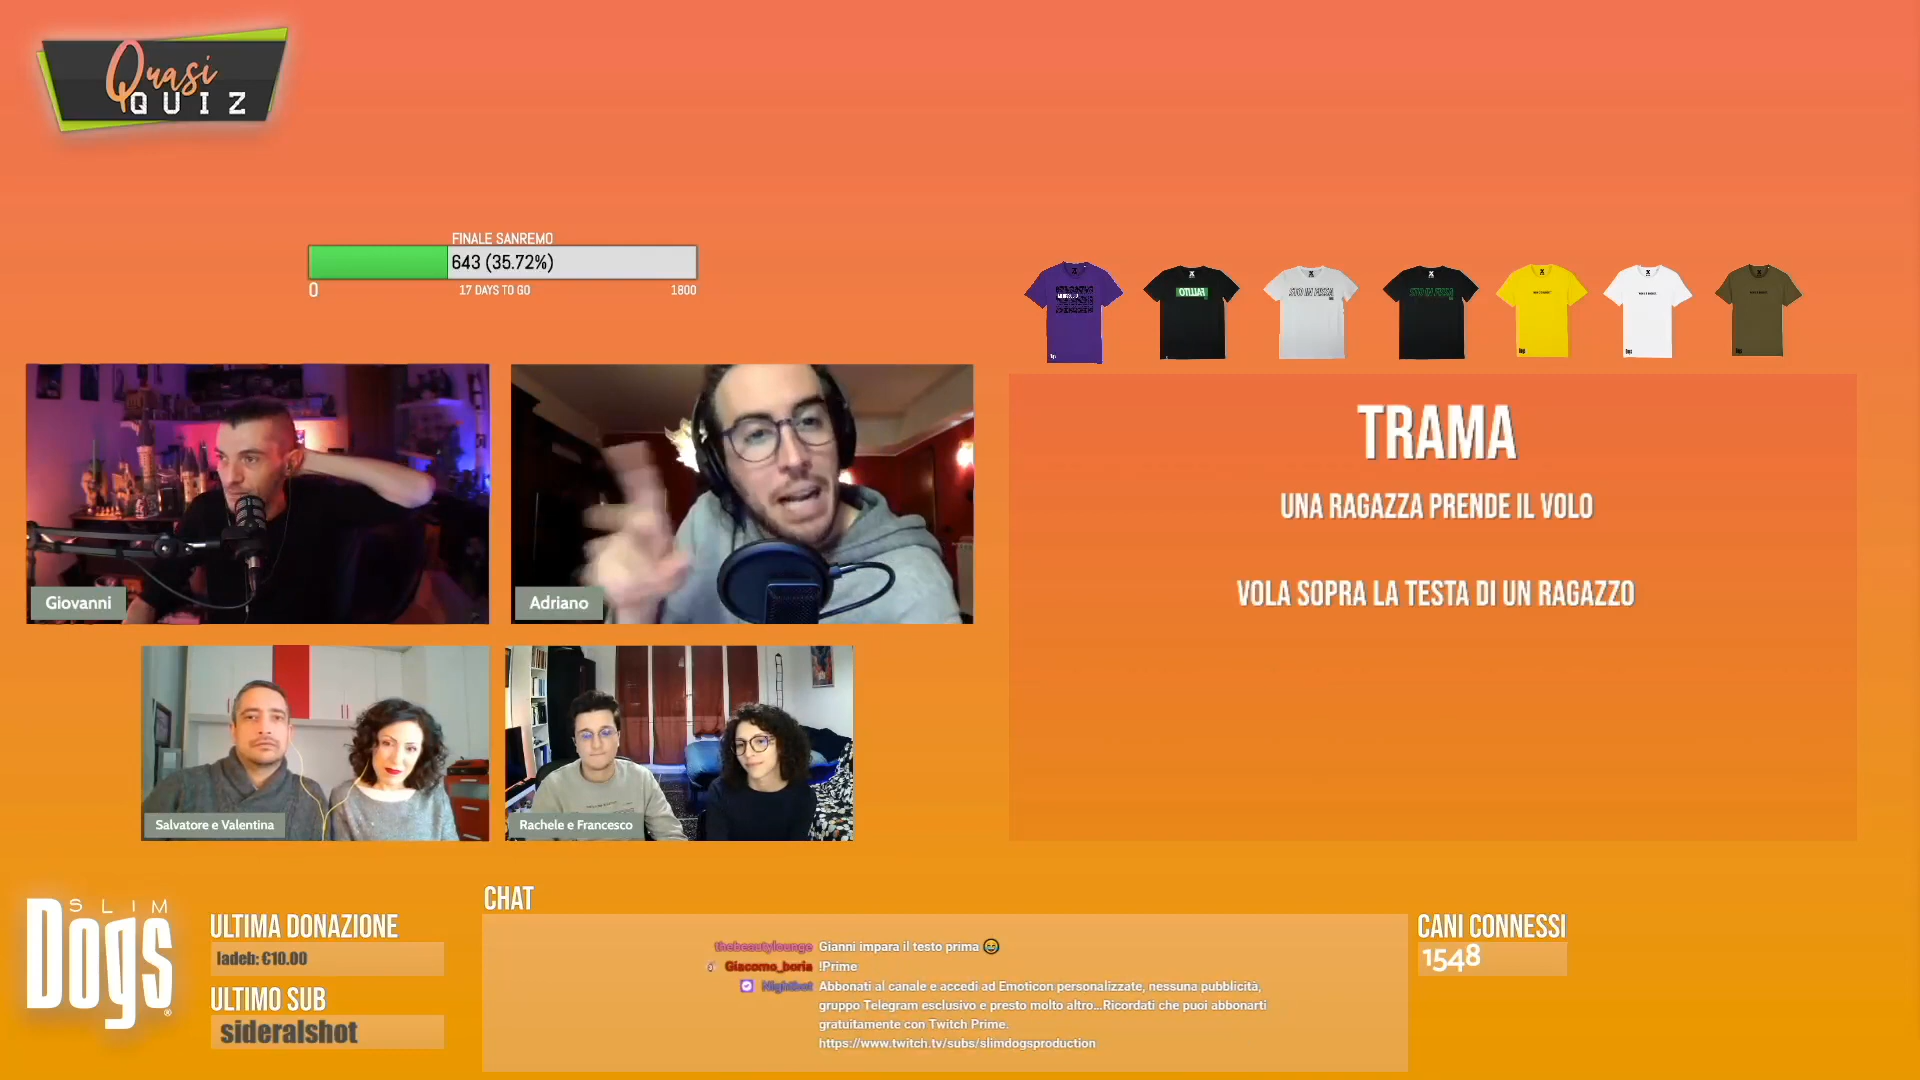 Quasi
QUIZ
FINALE SANREMO
643 (35.72%)
0
17 DAYS TO GO
1800
FALLITO
TRAMA
UNA RAGAZZA PRENDE IL VOLO
VOLA SOPRA LA TESTA DI UN RAGAZZO
Giovanni
Adriano
Salvatore e Valentina
Rachele e Francesco
SLIM
Dogs
®
ULTIMA DONAZIONE
ladeb: €10.00
ULTIMO SUB
sideralshot
CHAT
thebeautylounge Gianni impara il testo prima 😂
Giacomo_boria !Prime
Nightbot Abbonati al canale e accedi ad Emoticon personalizzate, nessuna pubblicità,
gruppo Telegram esclusivo e presto molto altro...Ricordati che puoi abbonarti
gratuitamente con Twitch Prime.
https://www.twitch.tv/subs/slimdogsproduction
CANI CONNESSI
1548